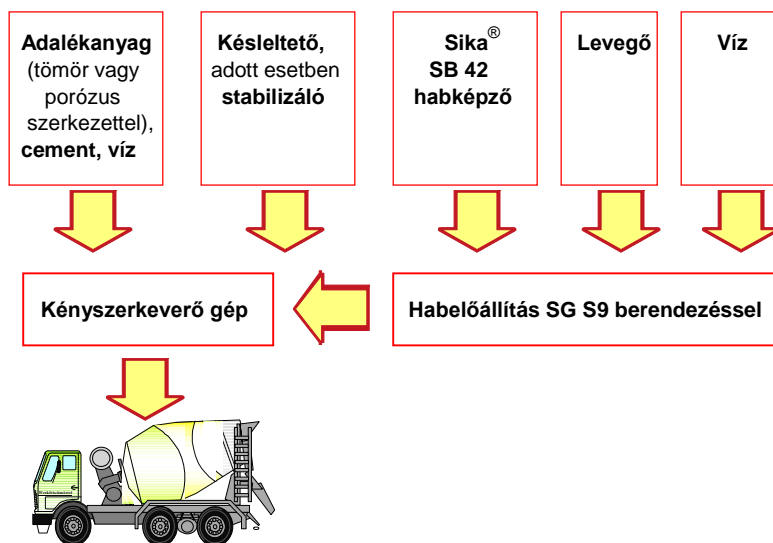 Adalékanyag
(tömör vagy
porózus
szerkezettel),
cement, víz
Késleltető,
adott esetben
stabilizáló
Sika®
SB 42
habképző
Levegő
Víz
Kényszerkeverő gép
Habelőállítás SG S9 berendezéssel